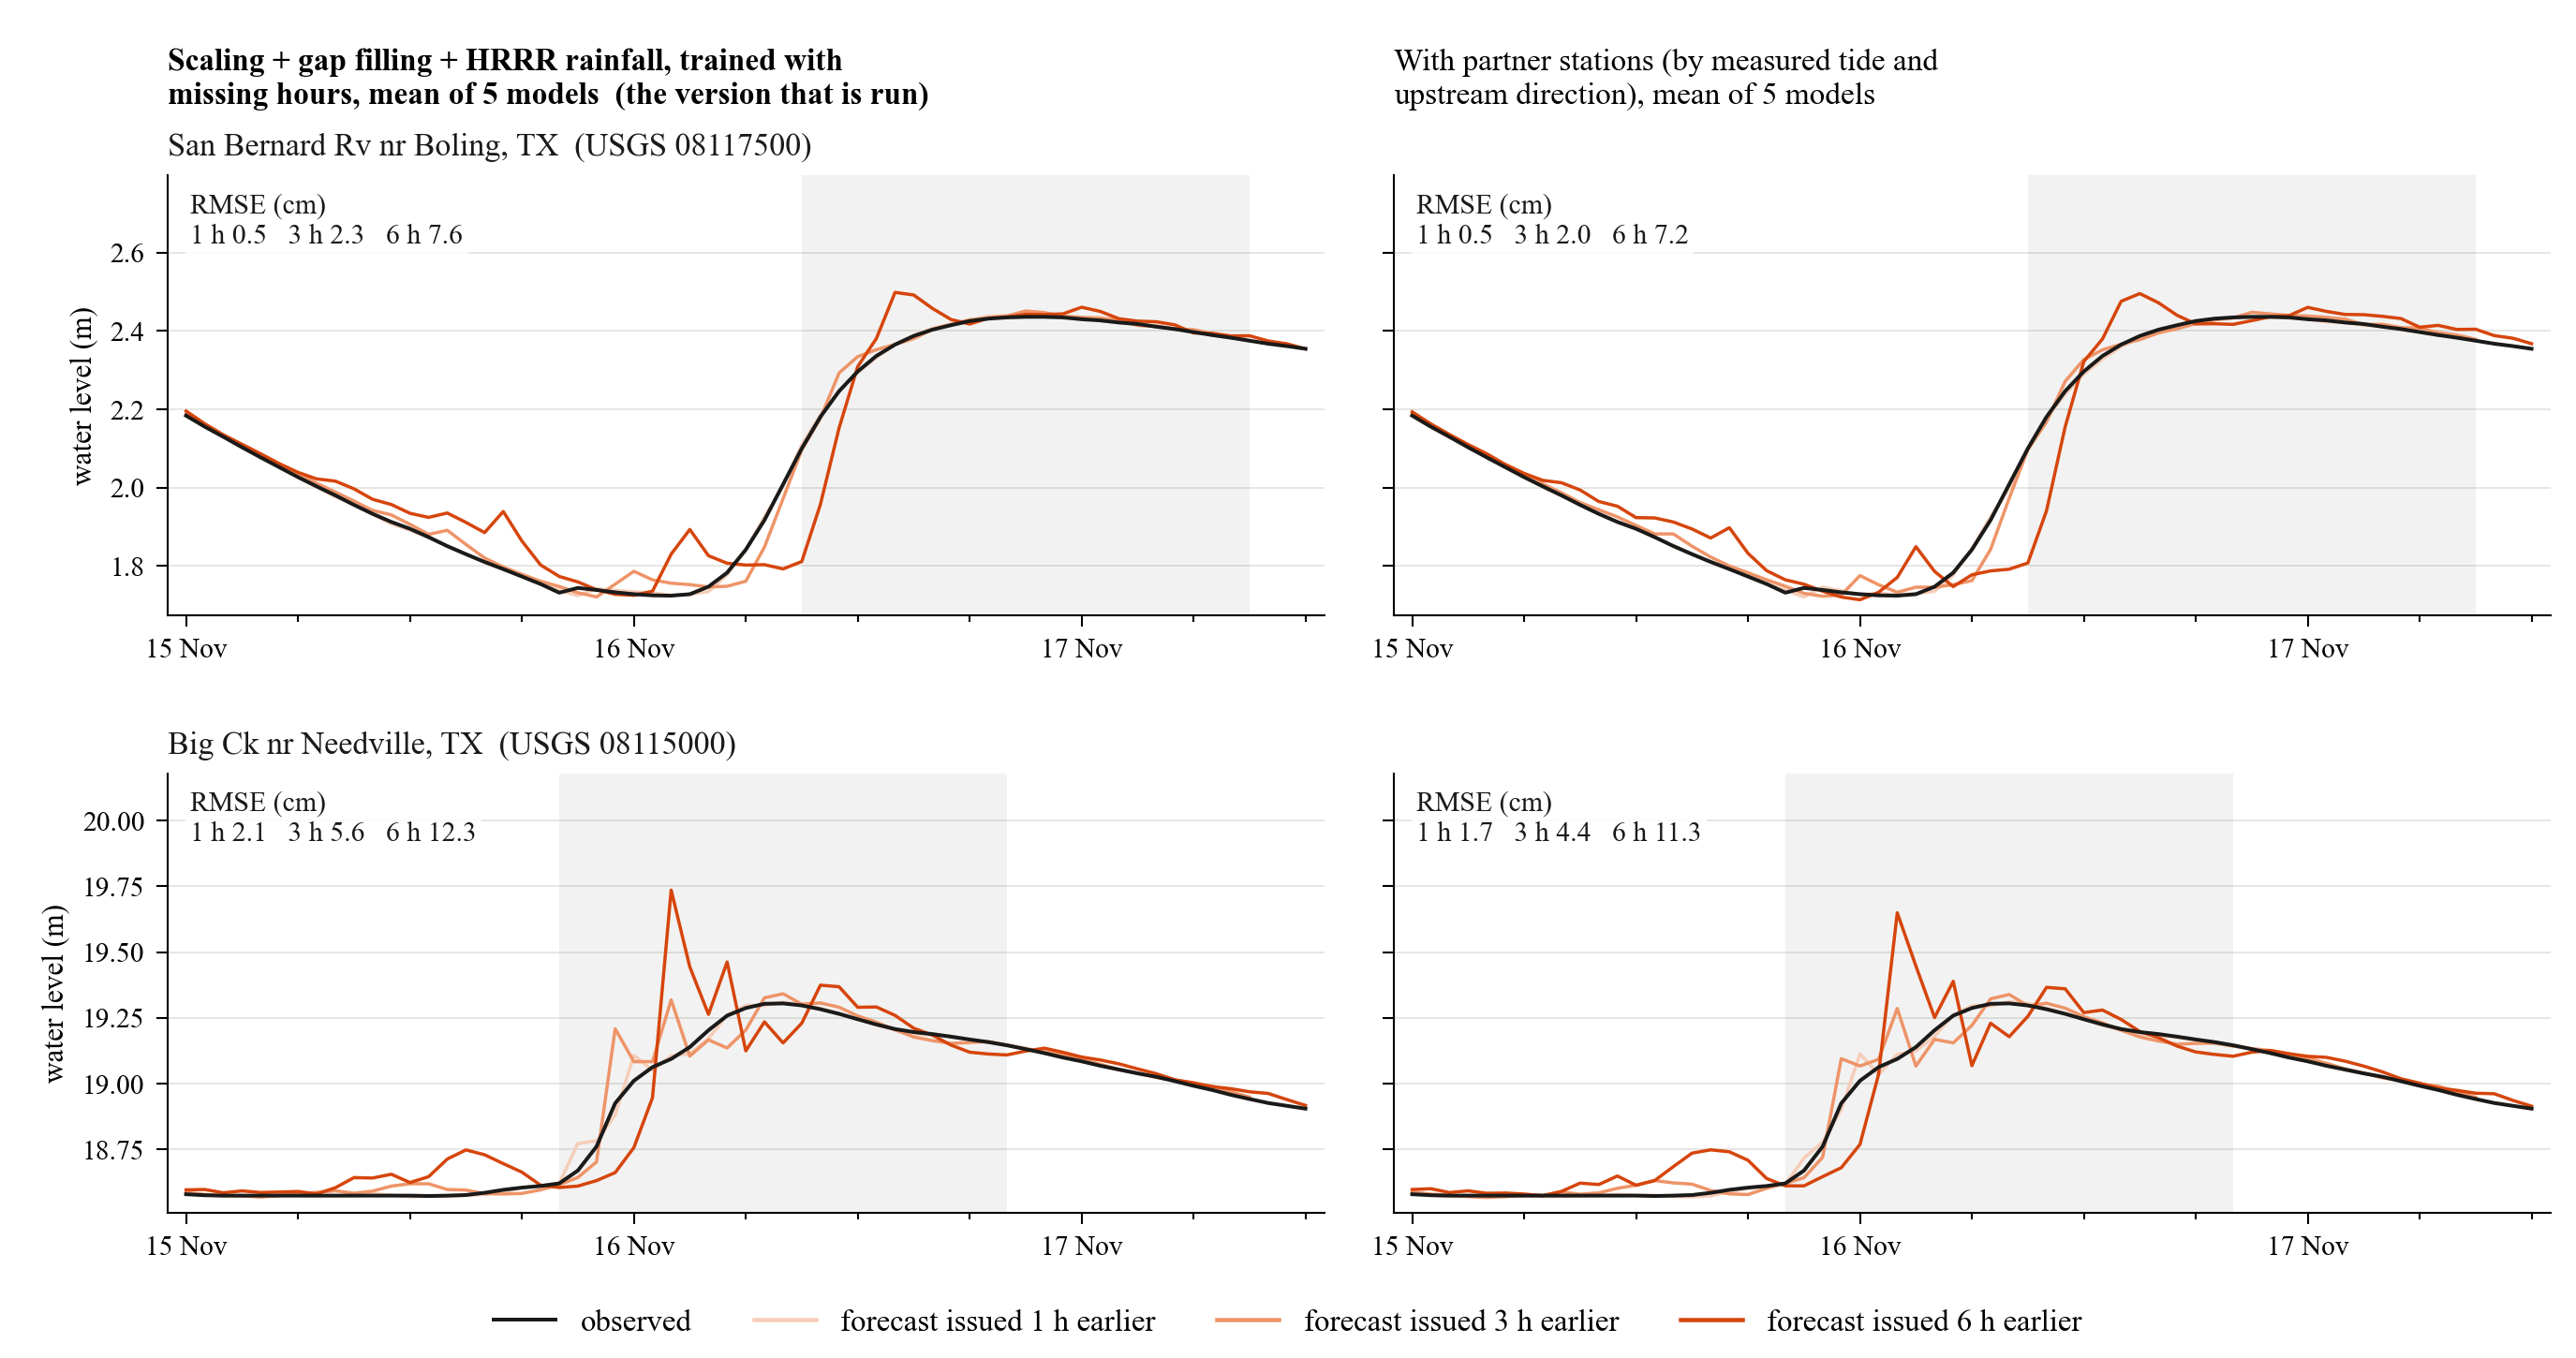 Scaling + gap filling + HRRR rainfall, trained with
missing hours, mean of 5 models  (the version that is run)
With partner stations (by measured tide and
upstream direction), mean of 5 models
San Bernard Rv nr Boling, TX  (USGS 08117500)
RMSE (cm)
1 h 0.5   3 h 2.3   6 h 7.6
water level (m)
2.6
2.4
2.2
2.0
1.8
15 Nov
16 Nov
17 Nov
RMSE (cm)
1 h 0.5   3 h 2.0   6 h 7.2
15 Nov
16 Nov
17 Nov
Big Ck nr Needville, TX  (USGS 08115000)
RMSE (cm)
1 h 2.1   3 h 5.6   6 h 12.3
water level (m)
20.00
19.75
19.50
19.25
19.00
18.75
15 Nov
16 Nov
17 Nov
RMSE (cm)
1 h 1.7   3 h 4.4   6 h 11.3
15 Nov
16 Nov
17 Nov
observed
forecast issued 1 h earlier
forecast issued 3 h earlier
forecast issued 6 h earlier